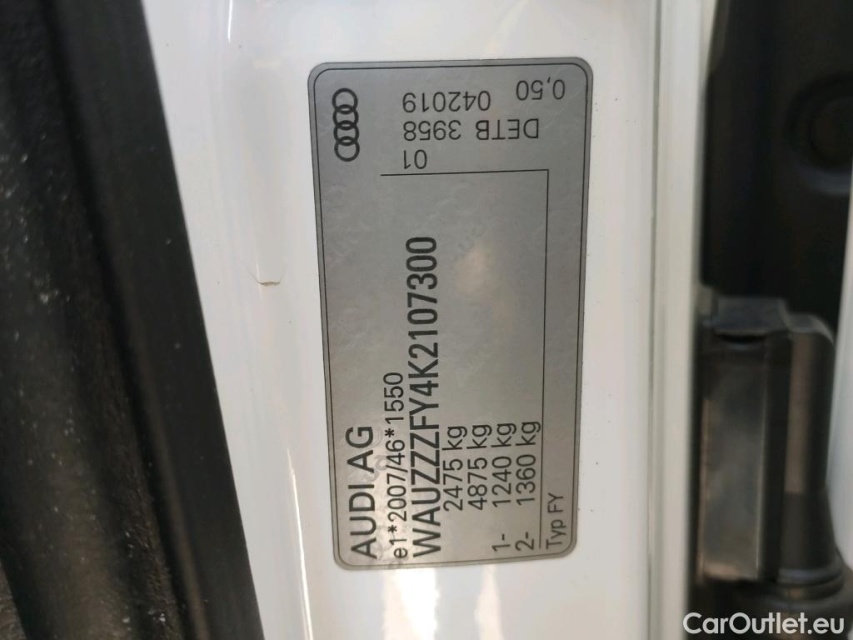 AUDI AG
e1*2007/46*1550
WAUZZZFY4K2107300
2475 kg
4875 kg
1- 1240 kg
2- 1360 kg
Typ FY
01
DETB 3958 042019
0,50
CarOutlet.eu